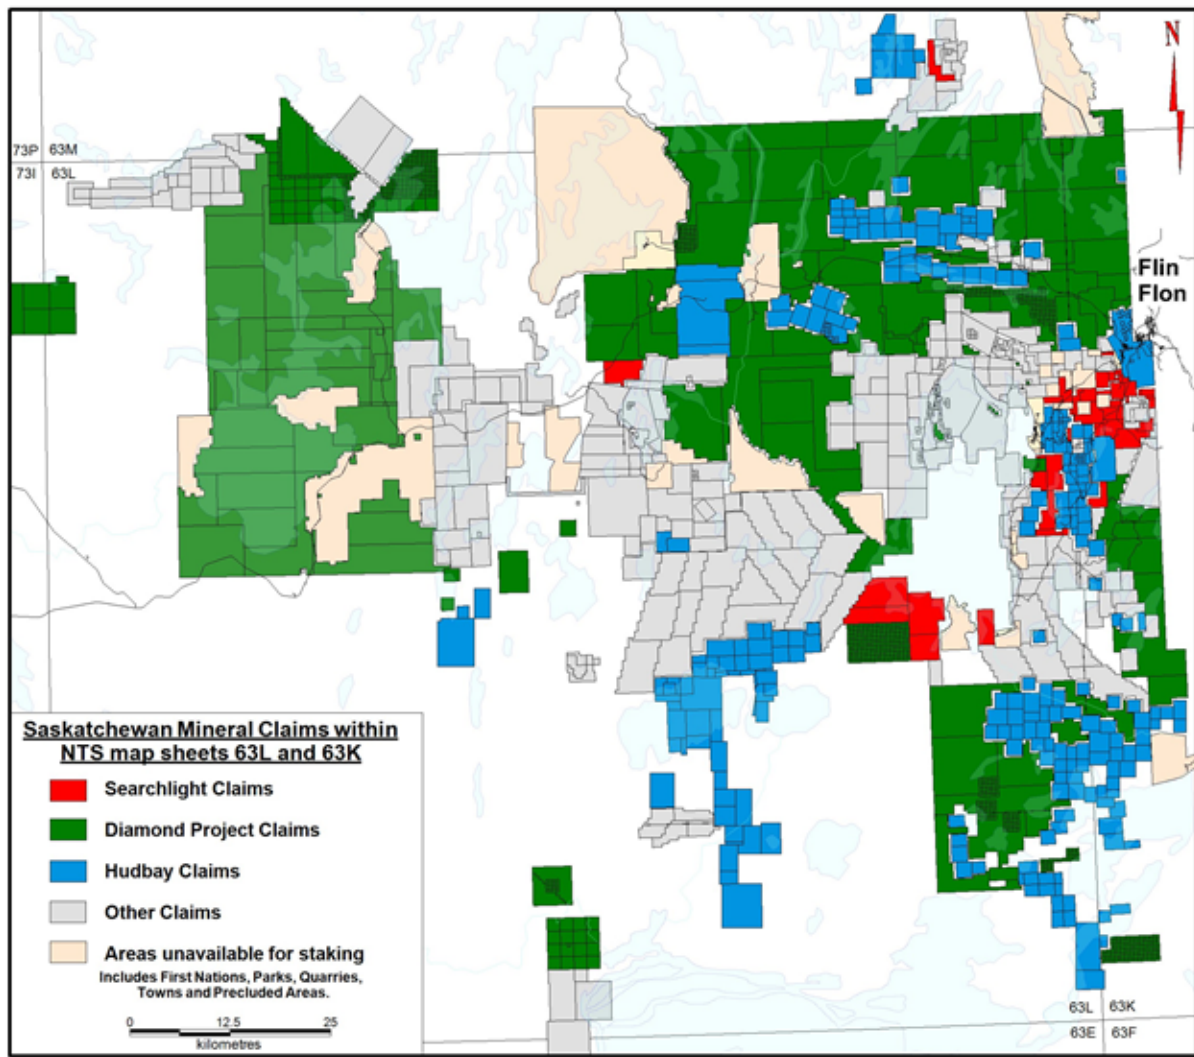 N
73P 63M
73I 63L
Flin
Flon
Saskatchewan Mineral Claims within
NTS map sheets 63L and 63K
Searchlight Claims
Diamond Project Claims
Hudbay Claims
Other Claims
Areas unavailable for staking
Includes First Nations, Parks, Quarries,
Towns and Precluded Areas.
0 12.5 25
kilometres
63L 63K
63E 63F